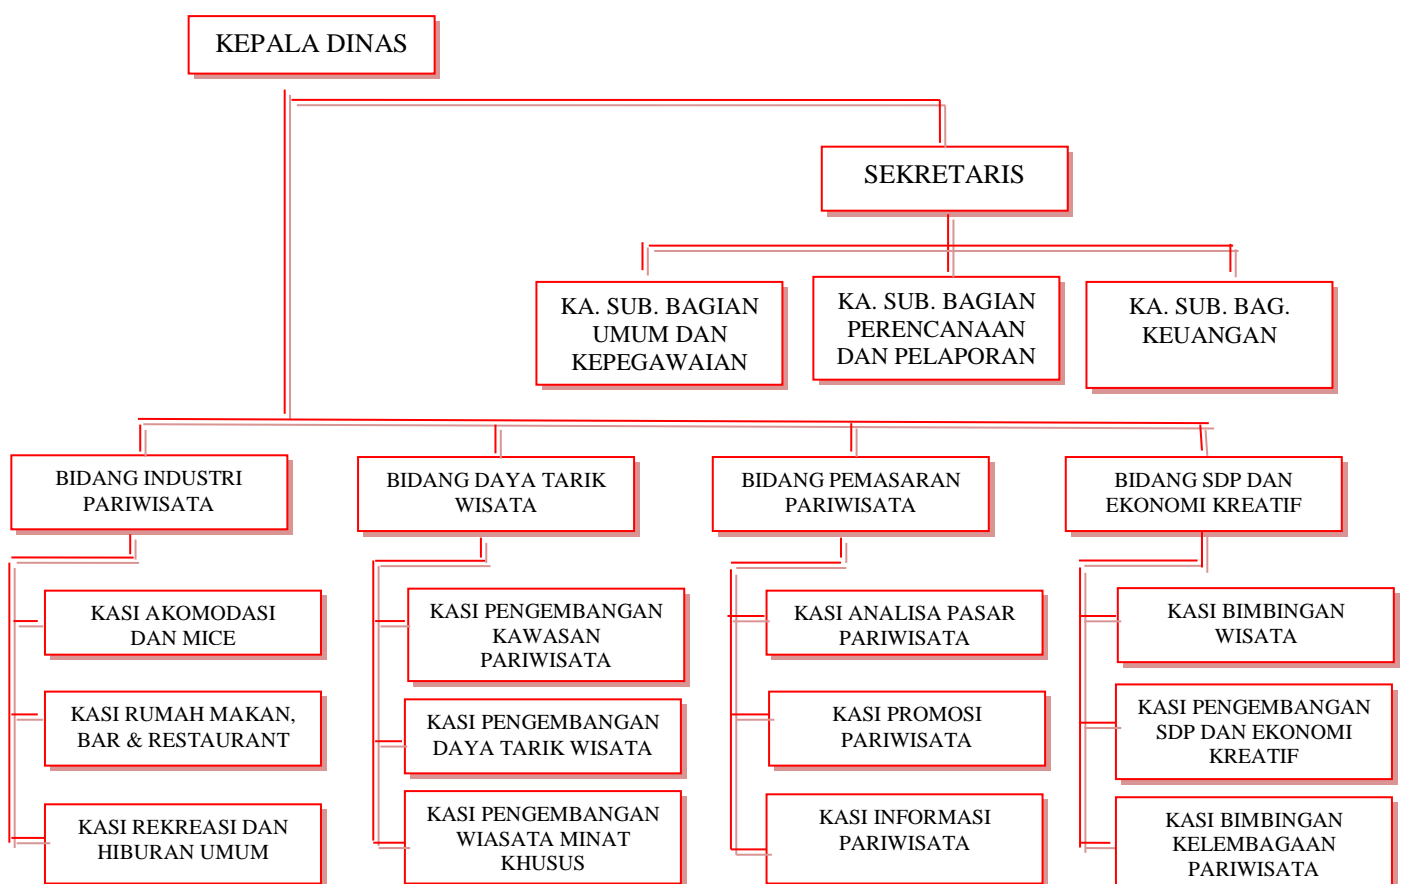 KEPALA DINAS
SEKRETARIS
KA. SUB. BAGIAN
UMUM DAN
KEPEGAWAIAN
KA. SUB. BAGIAN
PERENCANAAN
DAN PELAPORAN
KA. SUB. BAG.
KEUANGAN
BIDANG INDUSTRI
PARIWISATA
BIDANG DAYA TARIK
WISATA
BIDANG PEMASARAN
PARIWISATA
BIDANG SDP DAN
EKONOMI KREATIF
KASI AKOMODASI
DAN MICE
KASI RUMAH MAKAN,
BAR & RESTAURANT
KASI REKREASI DAN
HIBURAN UMUM
KASI PENGEMBANGAN
KAWASAN
PARIWISATA
KASI PENGEMBANGAN
DAYA TARIK WISATA
KASI PENGEMBANGAN
WIASATA MINAT
KHUSUS
KASI ANALISA PASAR
PARIWISATA
KASI PROMOSI
PARIWISATA
KASI INFORMASI
PARIWISATA
KASI BIMBINGAN
WISATA
KASI PENGEMBANGAN
SDP DAN EKONOMI
KREATIF
KASI BIMBINGAN
KELEMBAGAAN
PARIWISATA